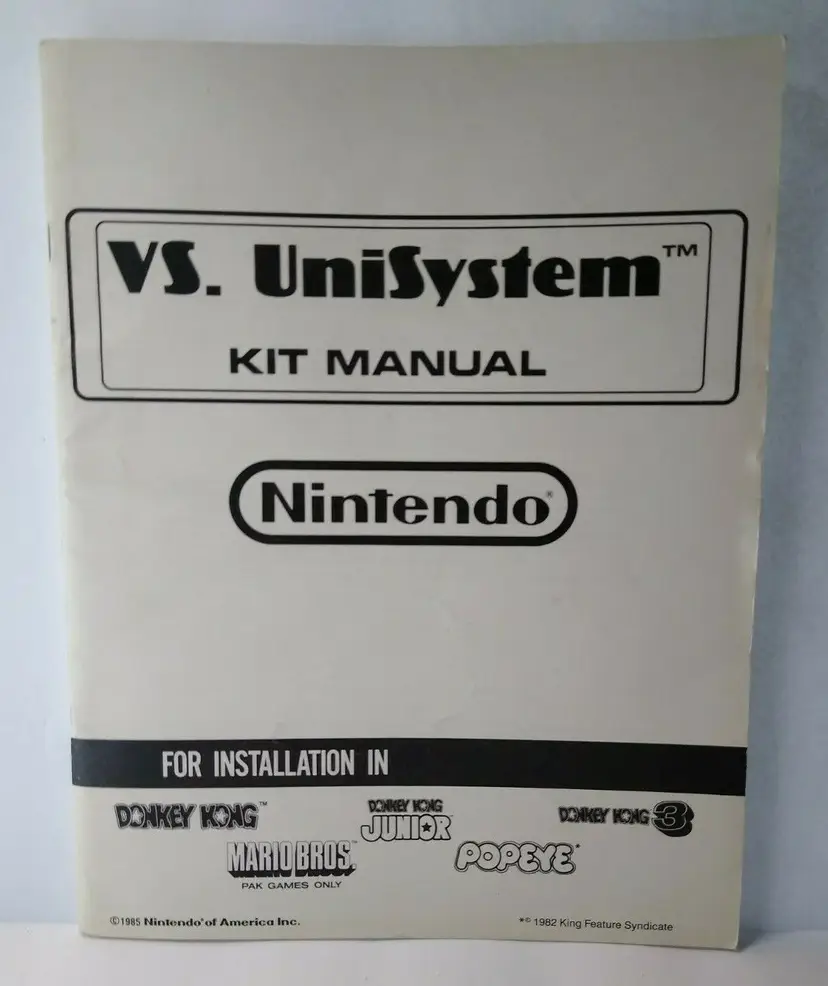 VS. UniSystem™
KIT MANUAL
Nintendo®
FOR INSTALLATION IN
DONKEY KONG™
DONKEY KONG
JUNIOR
DONKEY KONG 3
MARIO BROS.™
PAK GAMES ONLY
POPEYE*
©1985 Nintendo® of America Inc.
*© 1982 King Feature Syndicate